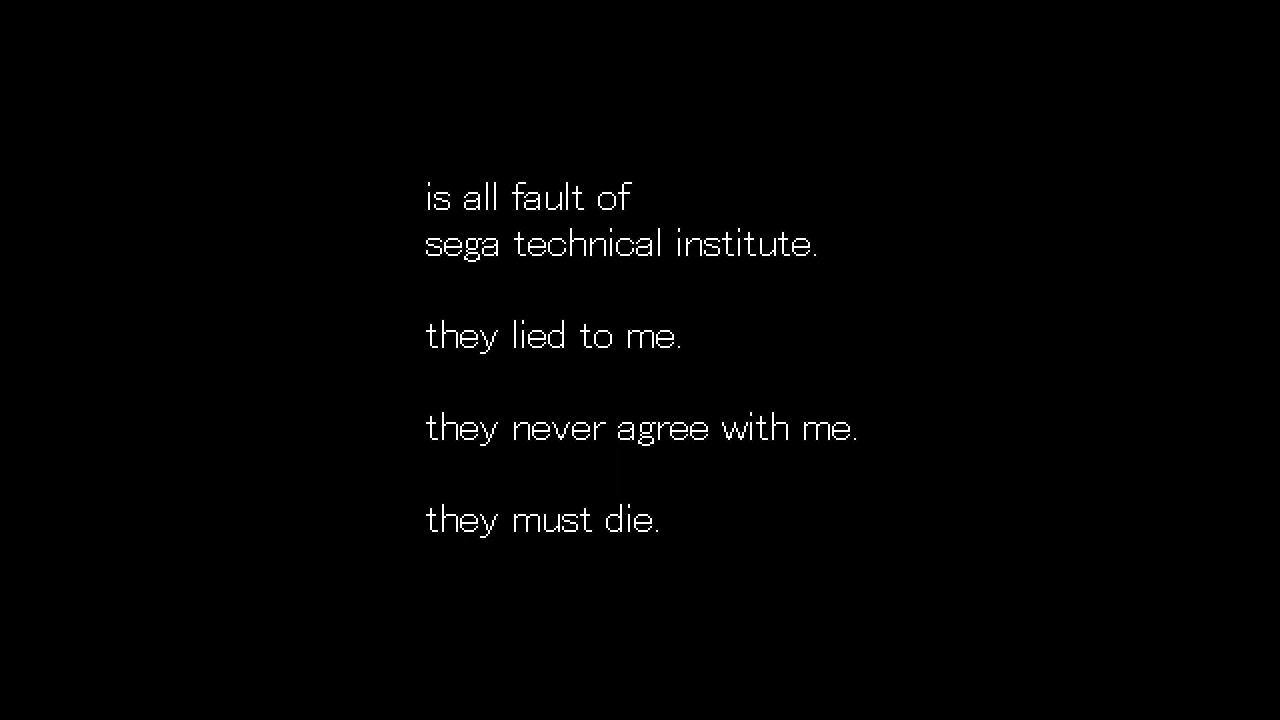 is all fault of
sega technical institute.
they lied to me.
they never agree with me.
they must die.